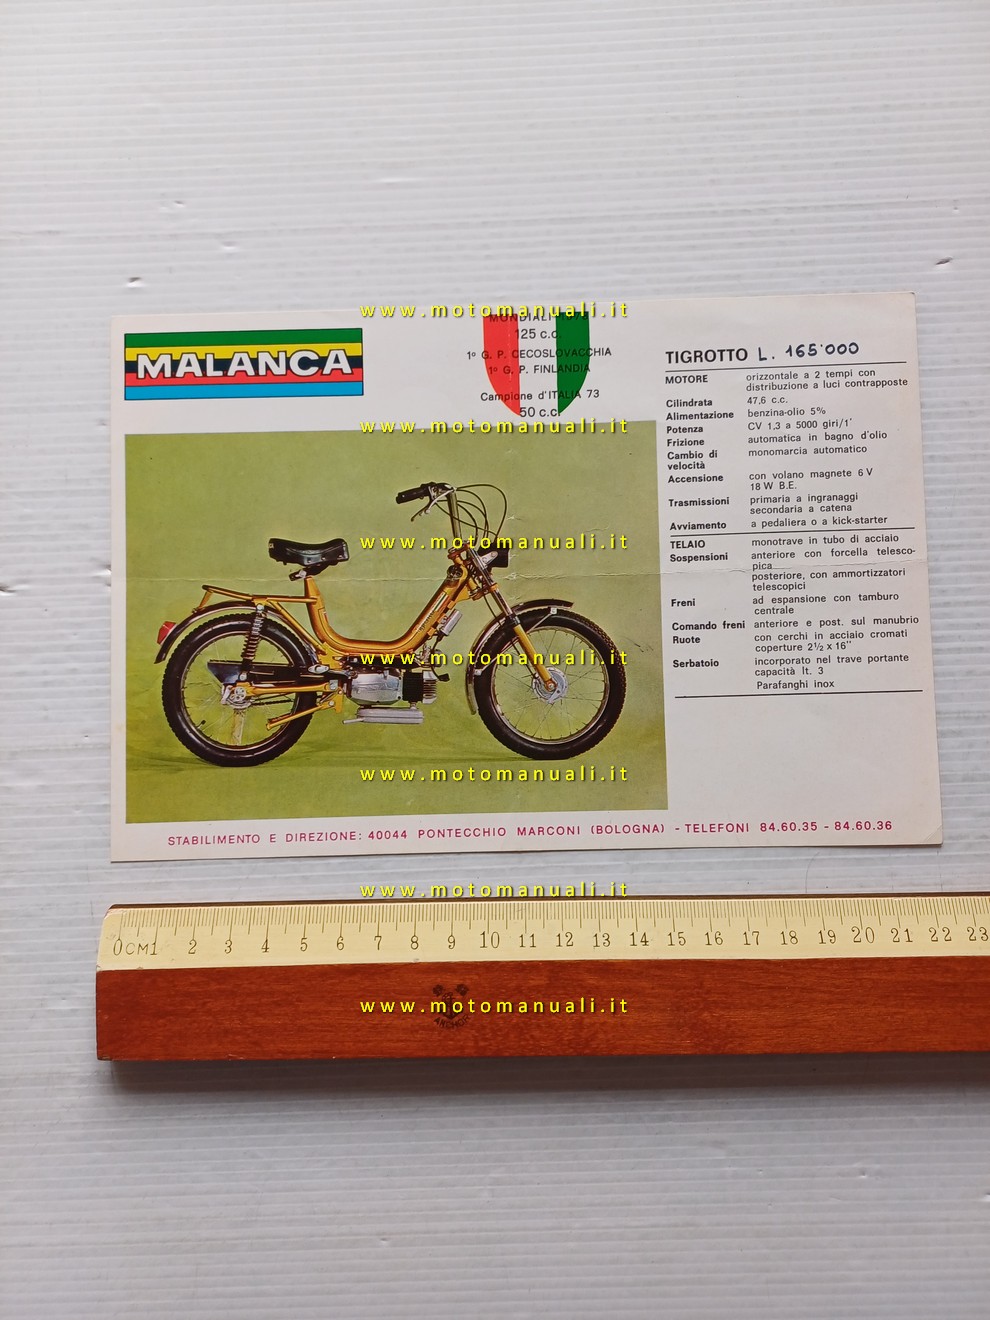 www.motomanuali.it
MALANCA
MONDIALI
125 c.c.
1º G. P. CECOSLOVACCHIA
1º G. P. FINLANDIA
Campione d'ITALIA 73
50 c.c.
www.motomanuali.it
TIGROTTO L. 165'000
MOTORE orizzontale a 2 tempi con
distribuzione a luci contrapposte
Cilindrata 47,6 c.c.
Alimentazione benzina-olio 5%
Potenza CV 1,3 a 5000 giri/1'
Frizione automatica in bagno d'olio
Cambio di monomarcia automatico
velocità
Accensione con volano magnete 6 V
18 W B.E.
Trasmissioni primaria a ingranaggi
secondaria a catena
Avviamento a pedaliera o a kick-starter
TELAIO monotrave in tubo di acciaio
Sospensioni anteriore con forcella telesco-
pica
posteriore, con ammortizzatori
telescopici
Freni ad espansione con tamburo
centrale
Comando freni anteriore e post. sul manubrio
Ruote con cerchi in acciaio cromati
coperture 2½ x 16"
Serbatoio incorporato nel trave portante
capacità lt. 3
Parafanghi inox
www.motomanuali.it
www.motomanuali.it
www.motomanuali.it
STABILIMENTO E DIREZIONE: 40044 PONTECCHIO MARCONI (BOLOGNA) - TELEFONI 84.60.35 - 84.60.36
www.motomanuali.it
0CM1 2 3 4 5 6 7 8 9 10 11 12 13 14 15 16 17 18 19 20 21 22 23
www.motomanuali.it